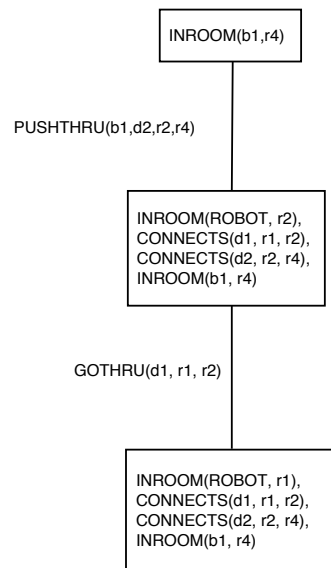 INROOM(b1,r4)
PUSHTHRU(b1,d2,r2,r4)
INROOM(ROBOT, r2),
CONNECTS(d1, r1, r2),
CONNECTS(d2, r2, r4),
INROOM(b1, r4)
GOTHRU(d1, r1, r2)
INROOM(ROBOT, r1),
CONNECTS(d1, r1, r2),
CONNECTS(d2, r2, r4),
INROOM(b1, r4)